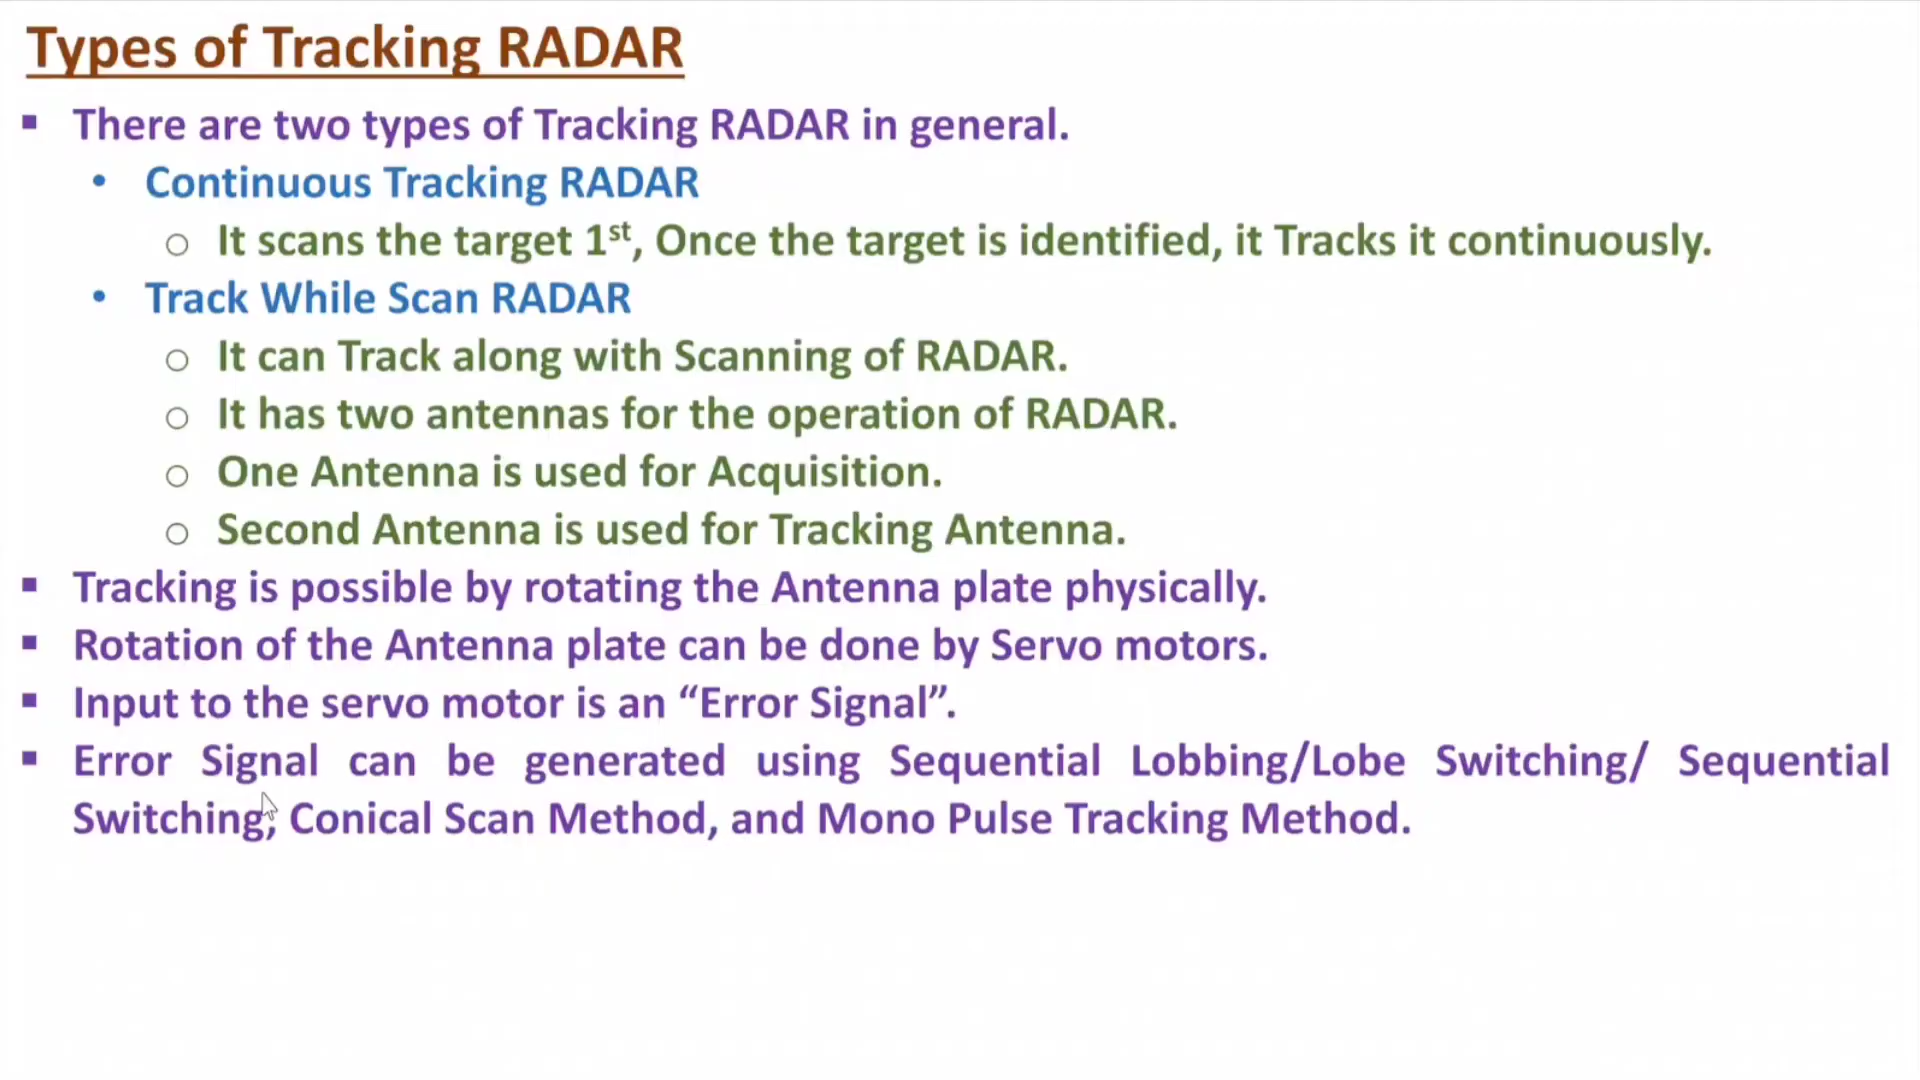 Types of Tracking RADAR
▪ There are two types of Tracking RADAR in general.
• Continuous Tracking RADAR
○ It scans the target 1st, Once the target is identified, it Tracks it continuously.
• Track While Scan RADAR
○ It can Track along with Scanning of RADAR.
○ It has two antennas for the operation of RADAR.
○ One Antenna is used for Acquisition.
○ Second Antenna is used for Tracking Antenna.
▪ Tracking is possible by rotating the Antenna plate physically.
▪ Rotation of the Antenna plate can be done by Servo motors.
▪ Input to the servo motor is an “Error Signal”.
▪ Error Signal can be generated using Sequential Lobbing/Lobe Switching/ Sequential
Switching, Conical Scan Method, and Mono Pulse Tracking Method.